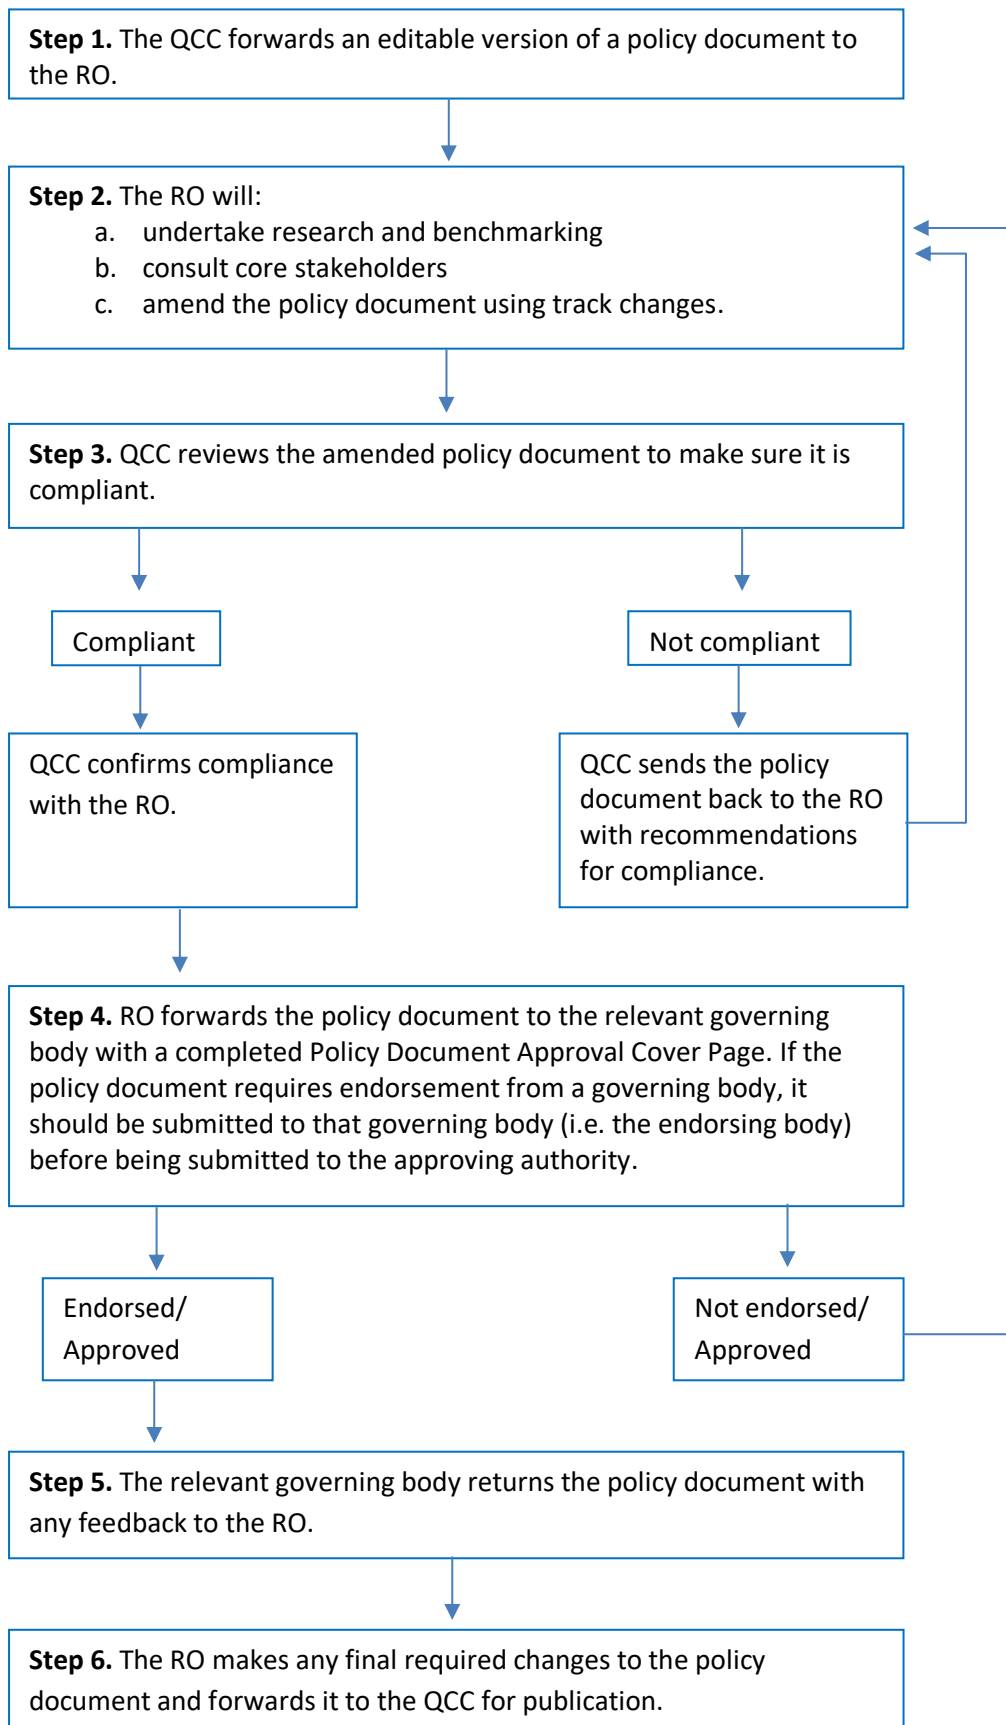 Step 1. The QCC forwards an editable version of a policy document to
the RO.
Step 2. The RO will:
a. undertake research and benchmarking
b. consult core stakeholders
c. amend the policy document using track changes.
Step 3. QCC reviews the amended policy document to make sure it is
compliant.
Compliant
Not compliant
QCC confirms compliance
with the RO.
QCC sends the policy
document back to the RO
with recommendations
for compliance.
Step 4. RO forwards the policy document to the relevant governing
body with a completed Policy Document Approval Cover Page. If the
policy document requires endorsement from a governing body, it
should be submitted to that governing body (i.e. the endorsing body)
before being submitted to the approving authority.
Endorsed/
Approved
Not endorsed/
Approved
Step 5. The relevant governing body returns the policy document with
any feedback to the RO.
Step 6. The RO makes any final required changes to the policy
document and forwards it to the QCC for publication.